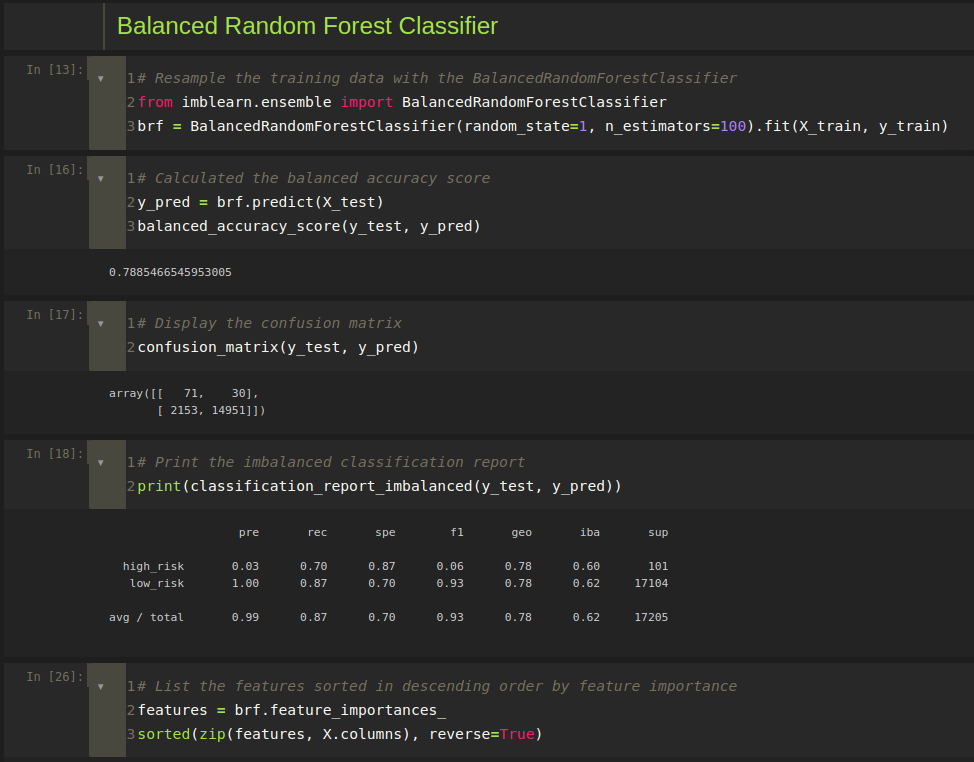 Balanced Random Forest Classifier
In [13]:
1# Resample the training data with the BalancedRandomForestClassifier
2from imblearn.ensemble import BalancedRandomForestClassifier
3brf = BalancedRandomForestClassifier(random_state=1, n_estimators=100).fit(X_train, y_train)
In [16]:
1# Calculated the balanced accuracy score
2y_pred = brf.predict(X_test)
3balanced_accuracy_score(y_test, y_pred)
0.7885466545953005
In [17]:
1# Display the confusion matrix
2confusion_matrix(y_test, y_pred)
array([[   71,    30],
       [ 2153, 14951]])
In [18]:
1# Print the imbalanced classification report
2print(classification_report_imbalanced(y_test, y_pred))
pre rec spe f1 geo iba sup
high_risk 0.03 0.70 0.87 0.06 0.78 0.60 101
low_risk 1.00 0.87 0.70 0.93 0.78 0.62 17104
avg / total 0.99 0.87 0.70 0.93 0.78 0.62 17205
In [26]:
1# List the features sorted in descending order by feature importance
2features = brf.feature_importances_
3sorted(zip(features, X.columns), reverse=True)